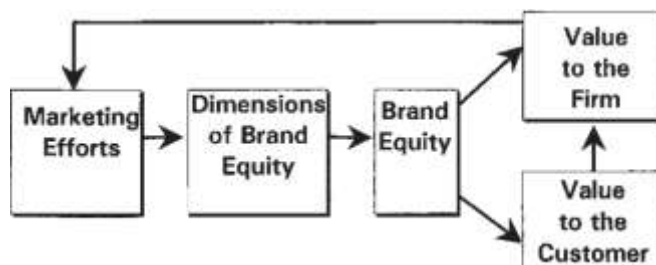 Marketing
Efforts
Dimensions
of Brand
Equity
Brand
Equity
Value
to the
Firm
Value
to the
Customer